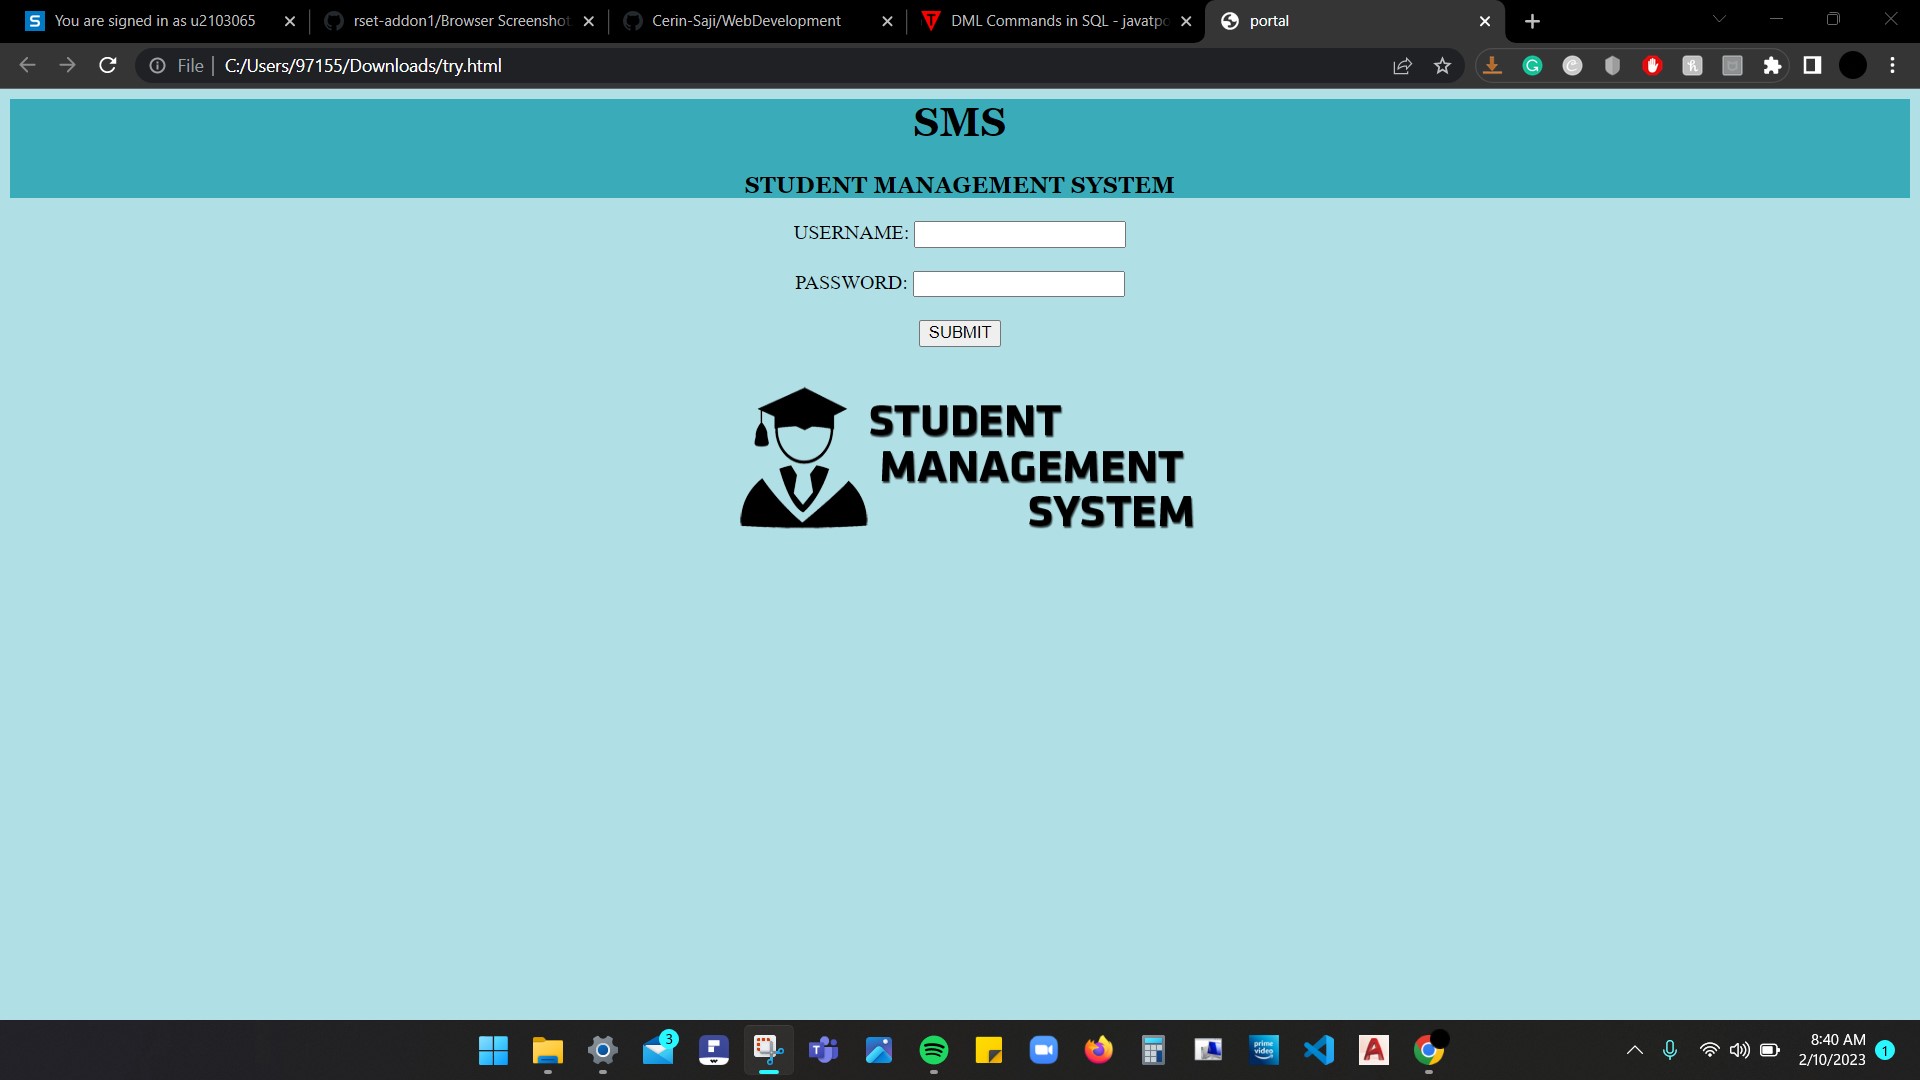 You are signed in as u2103065
rset-addon1/Browser Screenshot
Cerin-Saji/WebDevelopment
DML Commands in SQL - javatpo
portal
File
C:/Users/97155/Downloads/try.html
SMS
STUDENT MANAGEMENT SYSTEM
USERNAME:
PASSWORD:
SUBMIT
STUDENT
MANAGEMENT
SYSTEM
3
prime video
8:40 AM
2/10/2023
1